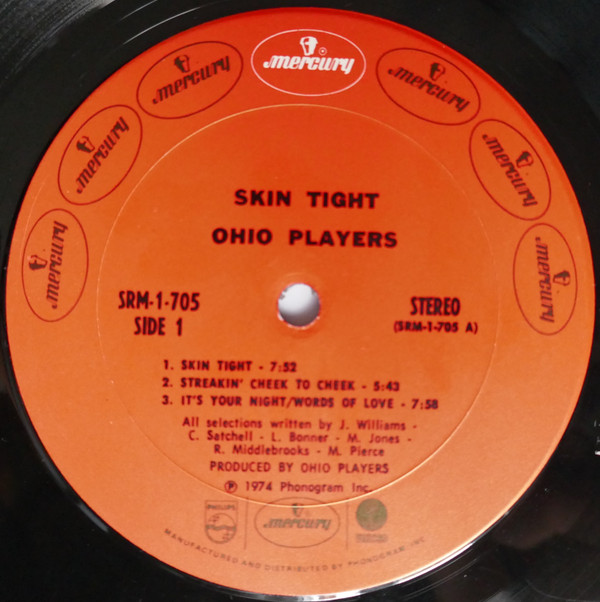 mercury
mercury
mercury
mercury
mercury
mercury
mercury
SKIN TIGHT
OHIO PLAYERS
SRM-1-705
SIDE 1
STEREO
(SRM-1-705 A)
1. SKIN TIGHT - 7:52
2. STREAKIN' CHEEK TO CHEEK - 5:43
3. IT'S YOUR NIGHT/WORDS OF LOVE - 7:58
All selections written by J. Williams -
C. Satchell - L. Bonner - M. Jones -
R. Middlebrooks - M. Pierce
PRODUCED BY OHIO PLAYERS
℗ 1974 Phonogram Inc.
PHILIPS
mercury
MANUFACTURED AND DISTRIBUTED BY PHONOGRAM, INC.